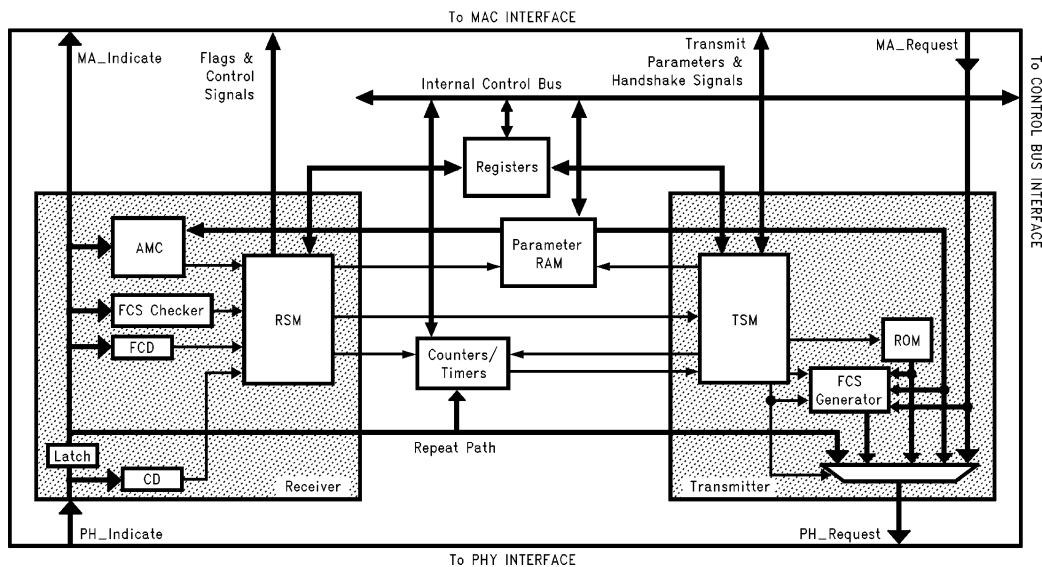 To MAC INTERFACE
MA_Indicate
Flags &
Control
Signals
Transmit
Parameters &
Handshake Signals
MA_Request
Internal Control Bus
To CONTROL BUS INTERFACE
Registers
AMC
Parameter
RAM
FCS Checker
FCD
RSM
TSM
ROM
Counters/
Timers
FCS
Generator
Repeat Path
Latch
CD
Receiver
Transmitter
PH_Indicate
PH_Request
To PHY INTERFACE